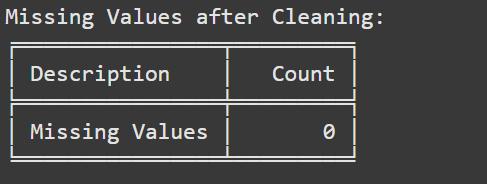 Missing Values after Cleaning:
Description Count
Missing Values 0